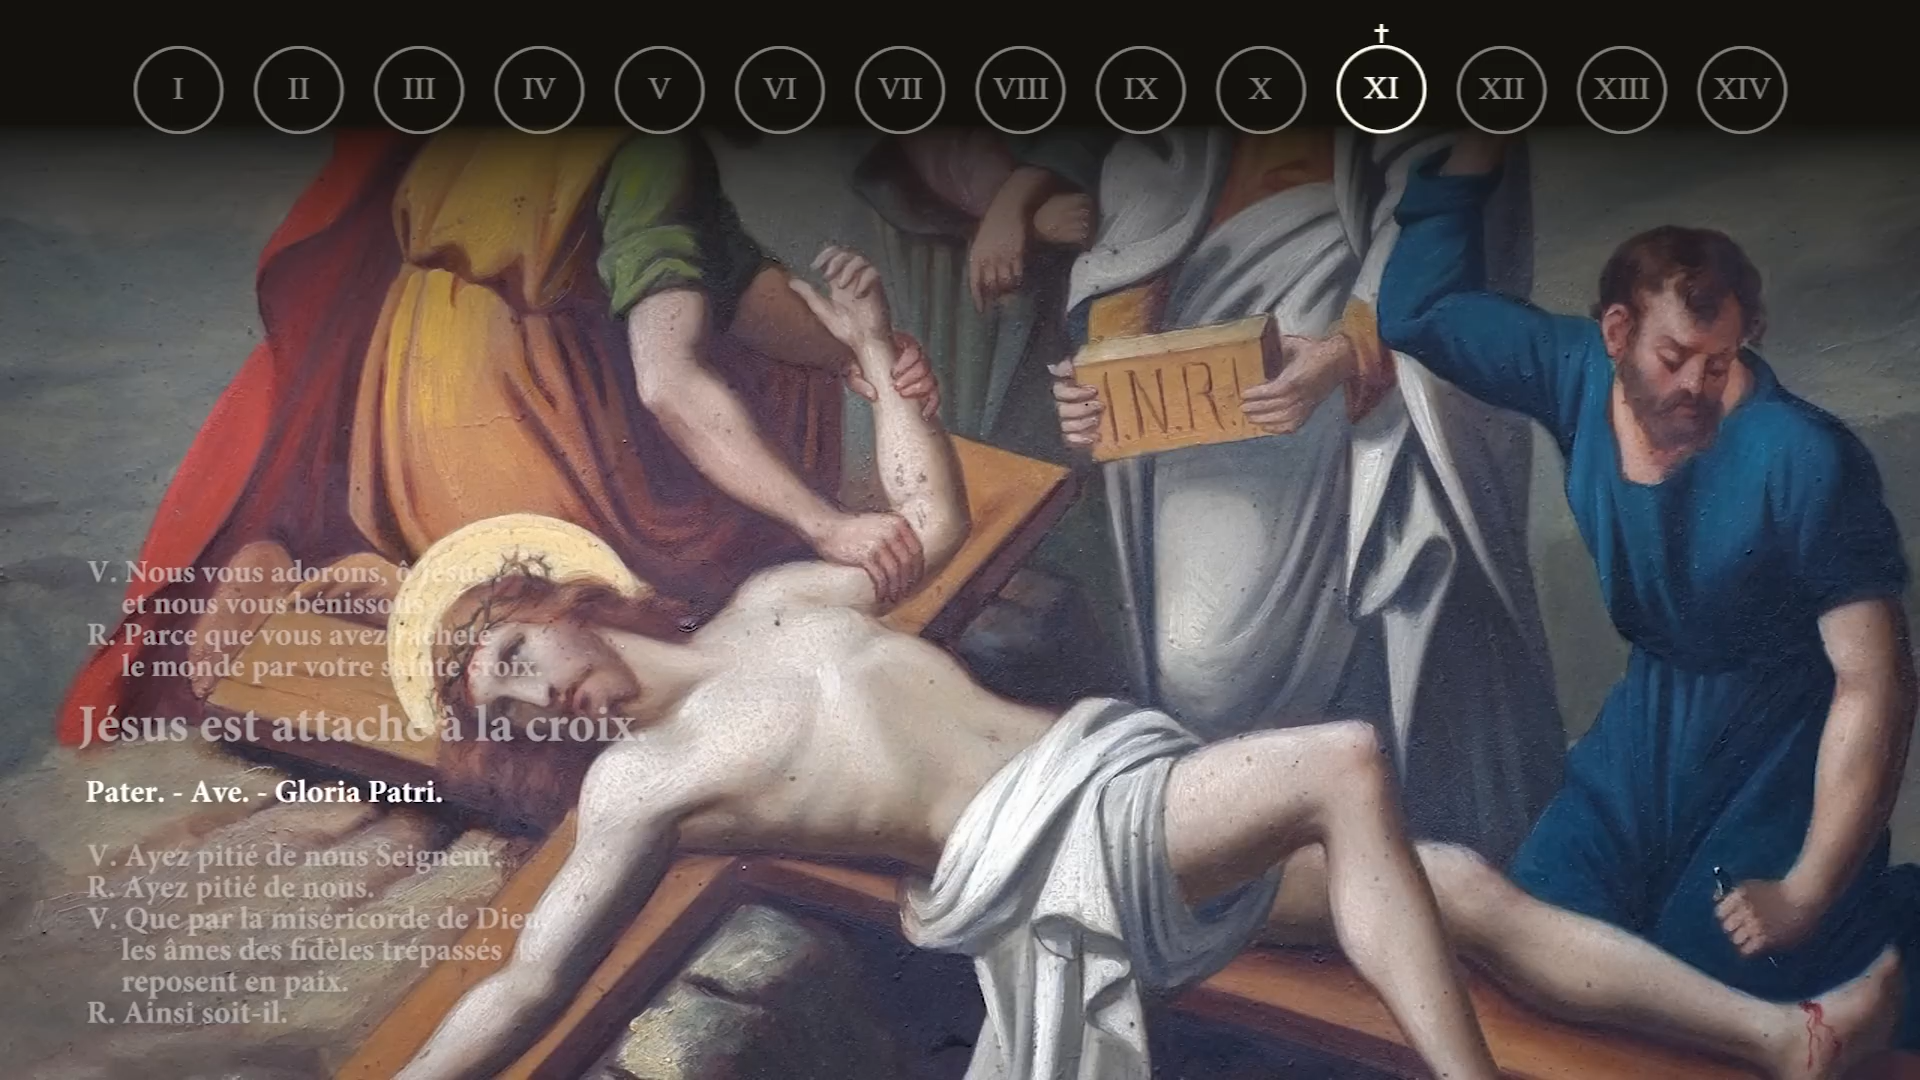 I II III IV V VI VII VIII IX X XI XII XIII XIV
I.N.R.I
V. Nous vous adorons, ô Jésus
et nous vous bénissons
R. Parce que vous avez racheté
le monde par votre sainte croix.
Jésus est attaché à la croix.
Pater. - Ave. - Gloria Patri.
V. Ayez pitié de nous Seigneur.
R. Ayez pitié de nous.
V. Que par la miséricorde de Dieu,
les âmes des fidèles trépassés
reposent en paix.
R. Ainsi soit-il.